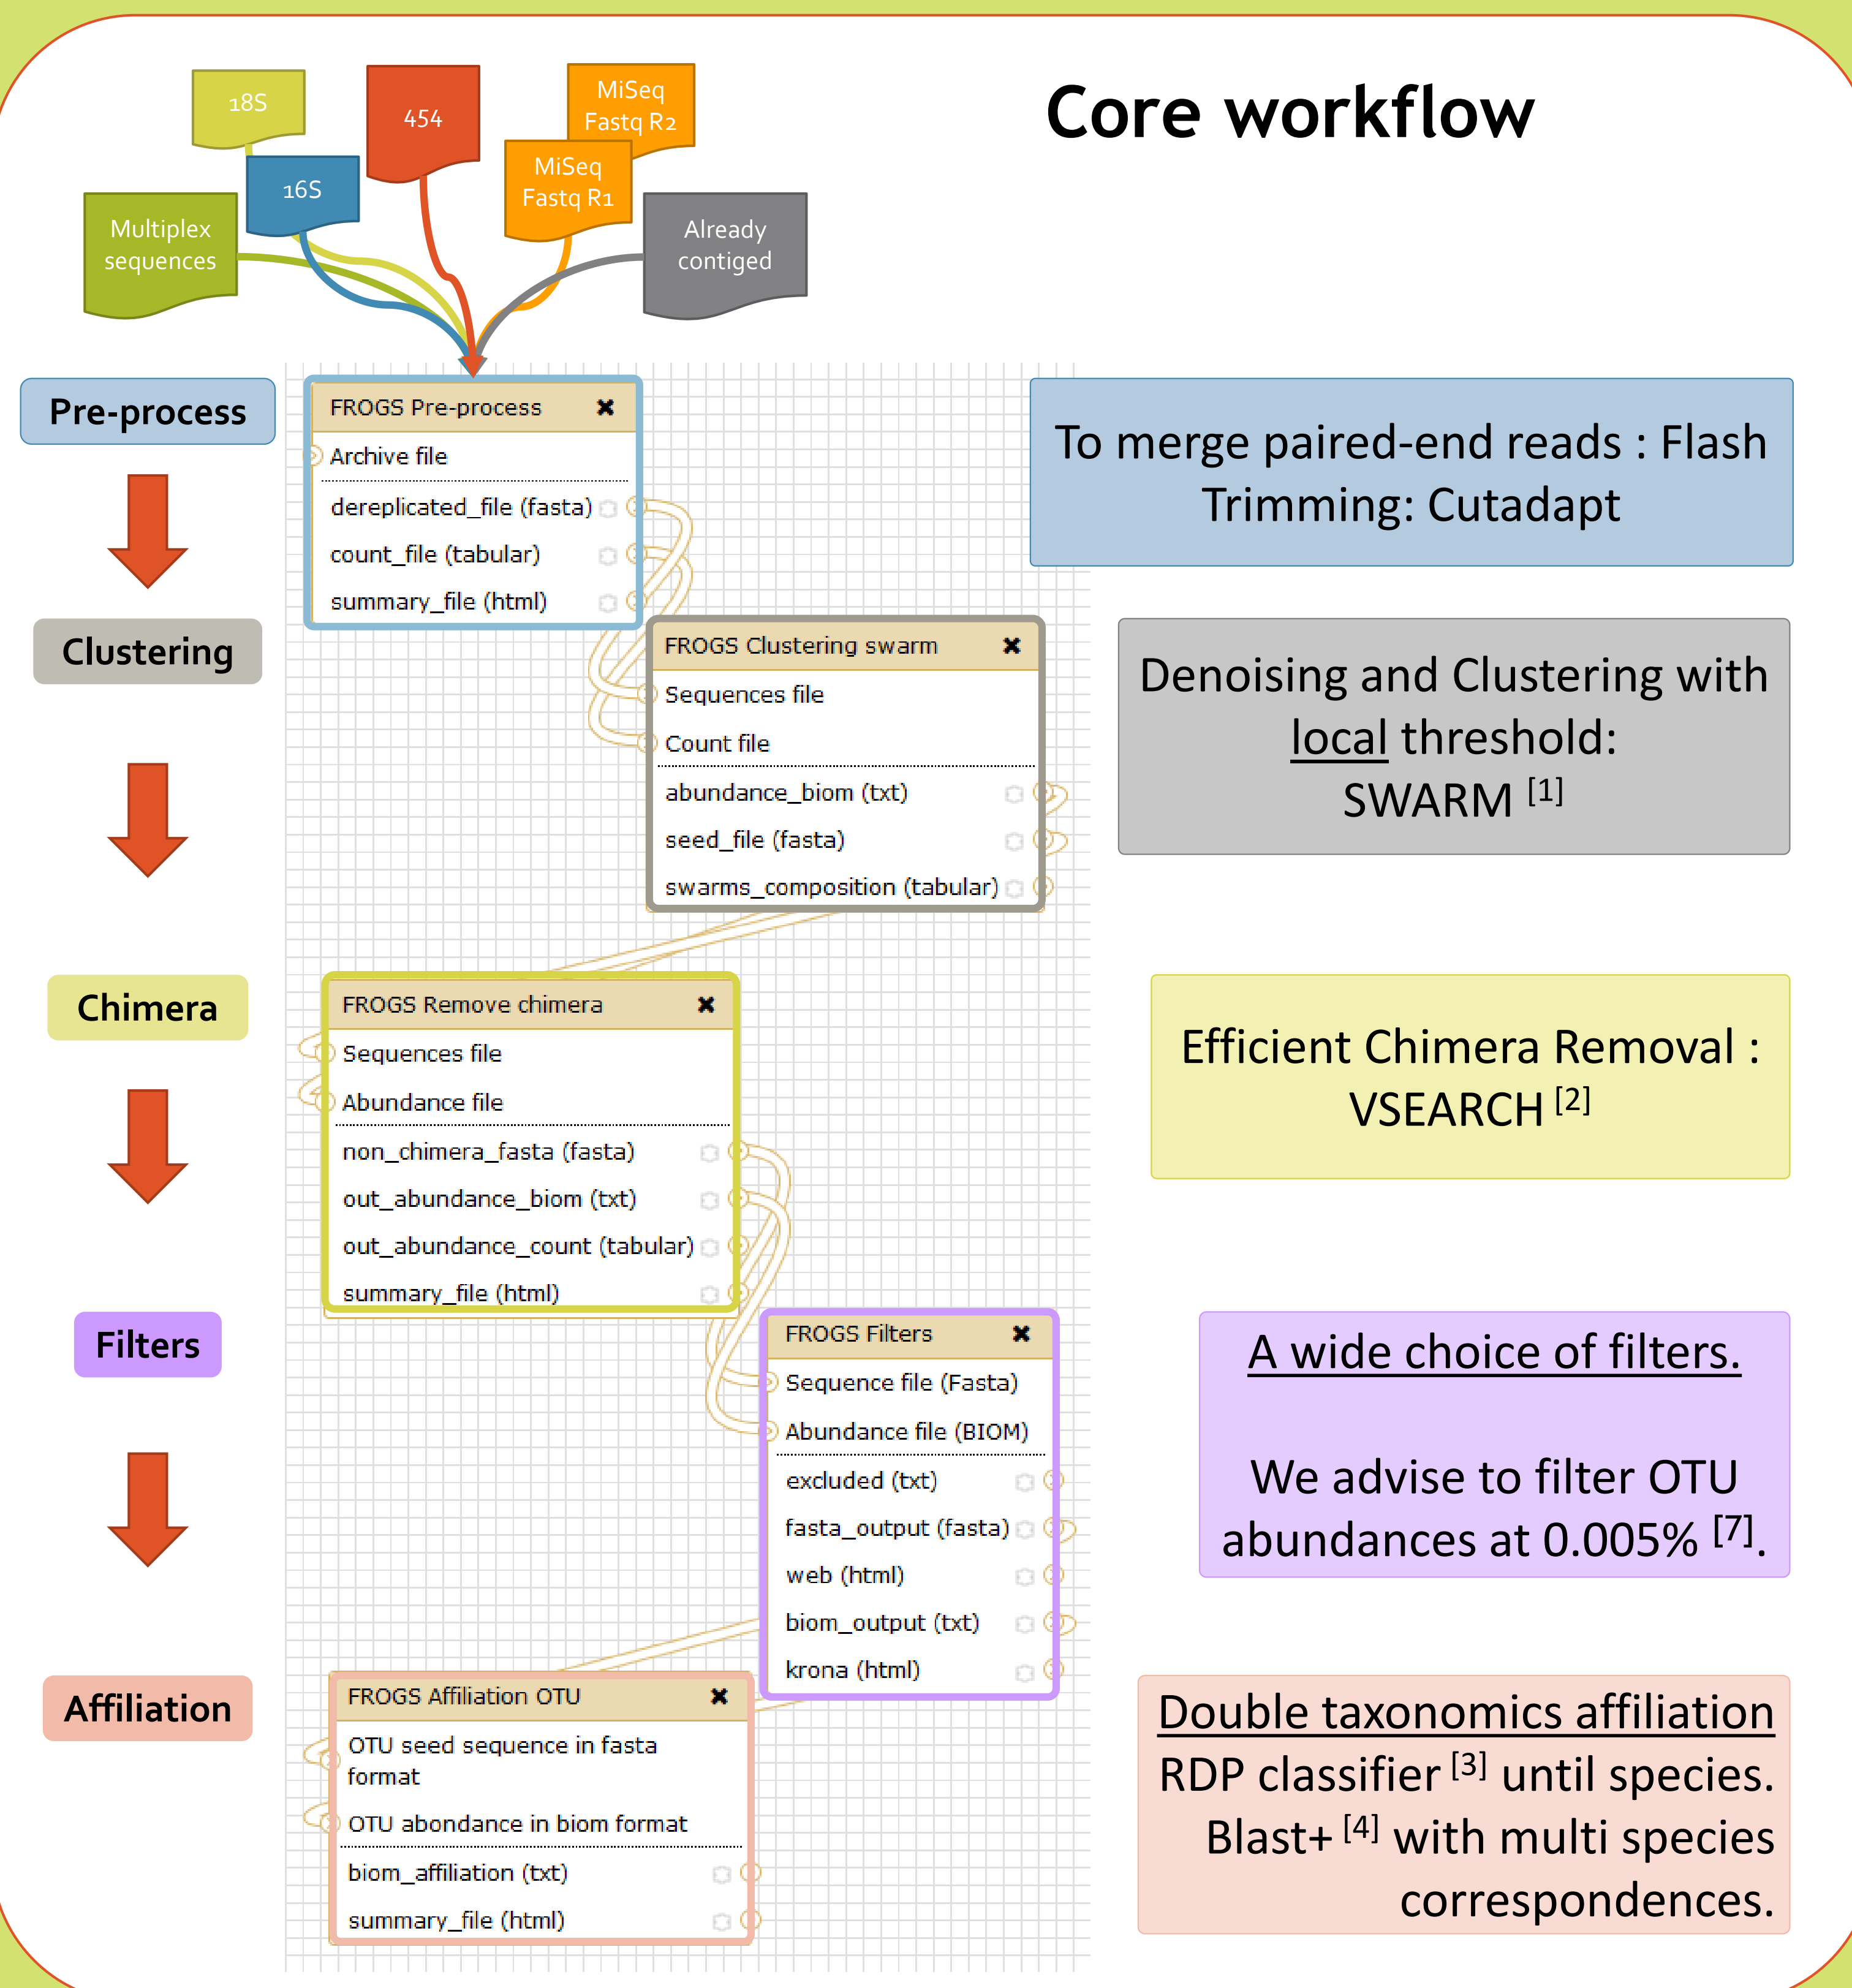 Core workflow
18S
454
MiSeq
Fastq R2
16S
MiSeq
Fastq R1
Multiplex
sequences
Already
contiged
Pre-process
FROGS Pre-process
Archive file
dereplicated_file (fasta)
count_file (tabular)
summary_file (html)
To merge paired-end reads : Flash
Trimming: Cutadapt
Clustering
FROGS Clustering swarm
Sequences file
Count file
abundance_biom (txt)
seed_file (fasta)
swarms_composition (tabular)
Denoising and Clustering with
local threshold:
SWARM [1]
Chimera
FROGS Remove chimera
Sequences file
Abundance file
non_chimera_fasta (fasta)
out_abundance_biom (txt)
out_abundance_count (tabular)
summary_file (html)
Efficient Chimera Removal :
VSEARCH [2]
Filters
FROGS Filters
Sequence file (Fasta)
Abundance file (BIOM)
excluded (txt)
fasta_output (fasta)
web (html)
biom_output (txt)
krona (html)
A wide choice of filters.
We advise to filter OTU
abundances at 0.005% [7].
Affiliation
FROGS Affiliation OTU
OTU seed sequence in fasta
format
OTU abondance in biom format
biom_affiliation (txt)
summary_file (html)
Double taxonomics affiliation
RDP classifier [3] until species.
Blast+ [4] with multi species
correspondences.